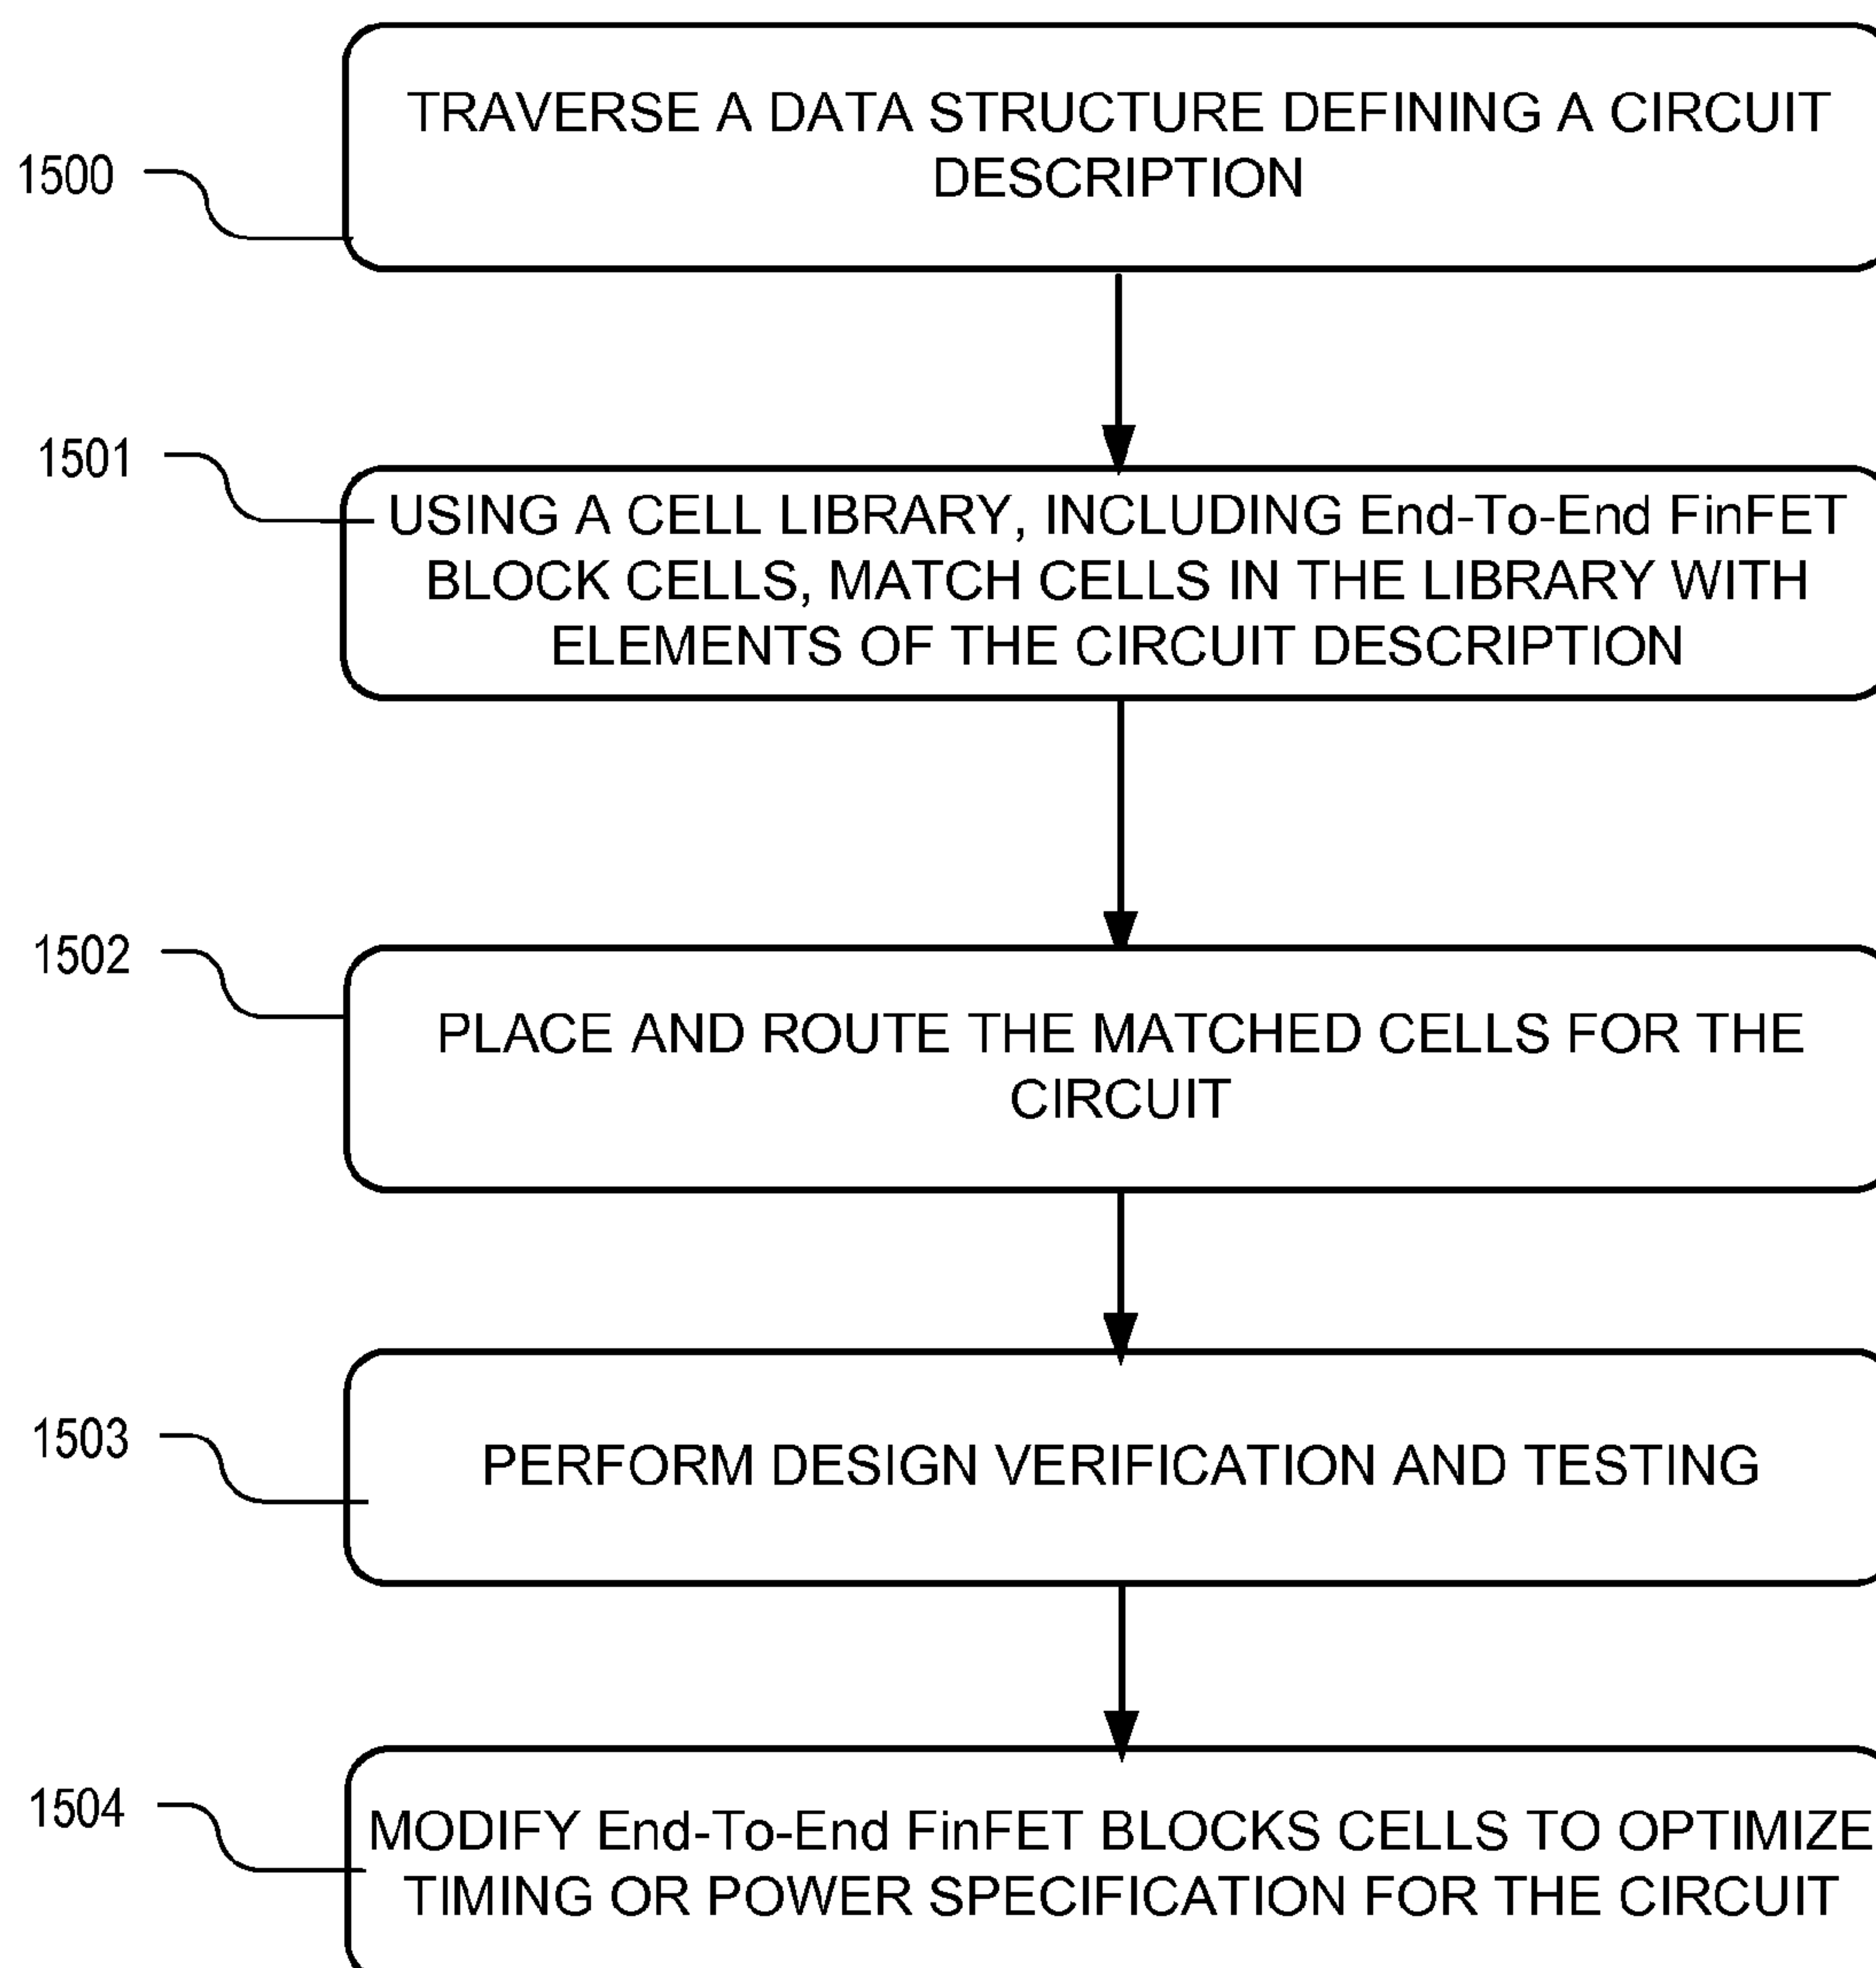 TRAVERSE A DATA STRUCTURE DEFINING A CIRCUIT
DESCRIPTION
1500
1501
USING A CELL LIBRARY, INCLUDING End-To-End FinFET
BLOCK CELLS, MATCH CELLS IN THE LIBRARY WITH
ELEMENTS OF THE CIRCUIT DESCRIPTION
1502
PLACE AND ROUTE THE MATCHED CELLS FOR THE
CIRCUIT
1503
PERFORM DESIGN VERIFICATION AND TESTING
1504
MODIFY End-To-End FinFET BLOCKS CELLS TO OPTIMIZE
TIMING OR POWER SPECIFICATION FOR THE CIRCUIT